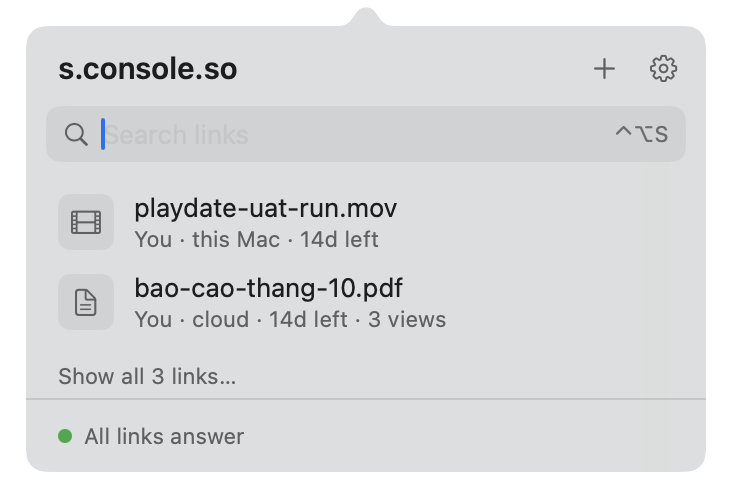 s.console.so
Search links ^⌥S
playdate-uat-run.mov
You · this Mac · 14d left
bao-cao-thang-10.pdf
You · cloud · 14d left · 3 views
Show all 3 links…
All links answer